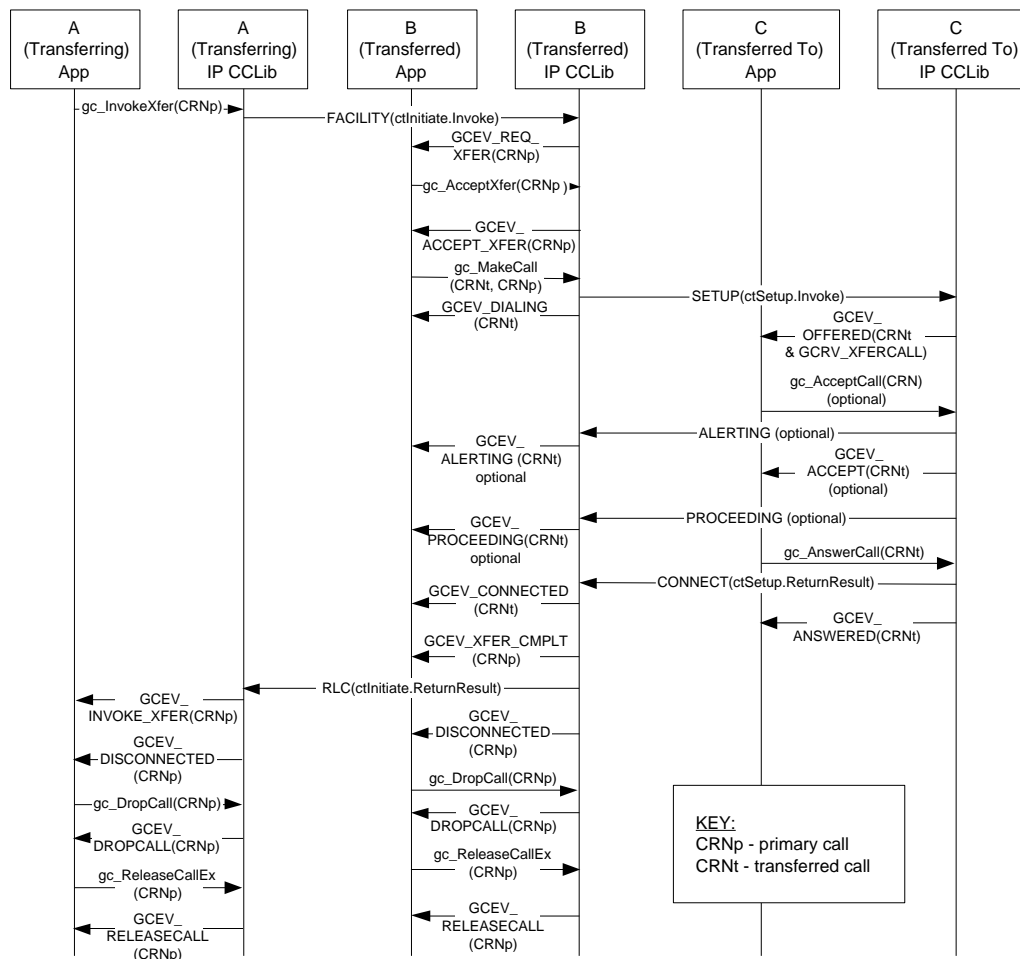 A
(Transferring)
App
A
(Transferring)
IP CCLib
B
(Transferred)
App
B
(Transferred)
IP CCLib
C
(Transferred To)
App
C
(Transferred To)
IP CCLib
gc_InvokeXfer(CRNp)
FACILITY(ctInitiate.Invoke)
GCEV_REQ_
XFER(CRNp)
gc_AcceptXfer(CRNp )
GCEV_
ACCEPT_XFER(CRNp)
gc_MakeCall
(CRNt, CRNp)
SETUP(ctSetup.Invoke)
GCEV_DIALING
(CRNt)
GCEV_
OFFERED(CRNt
& GCRV_XFERCALL)
gc_AcceptCall(CRN)
(optional)
ALERTING (optional)
GCEV_
ALERTING (CRNt)
optional
GCEV_
ACCEPT(CRNt)
(optional)
PROCEEDING (optional)
GCEV_
PROCEEDING(CRNt)
optional
gc_AnswerCall(CRNt)
CONNECT(ctSetup.ReturnResult)
GCEV_CONNECTED
(CRNt)
GCEV_
ANSWERED(CRNt)
GCEV_XFER_CMPLT
(CRNp)
RLC(ctInitiate.ReturnResult)
GCEV_
INVOKE_XFER(CRNp)
GCEV_
DISCONNECTED
(CRNp)
GCEV_
DISCONNECTED
(CRNp)
gc_DropCall(CRNp)
gc_DropCall(CRNp)
GCEV_
DROPCALL(CRNp)
GCEV_
DROPCALL(CRNp)
gc_ReleaseCallEx
(CRNp)
gc_ReleaseCallEx
(CRNp)
GCEV_
RELEASECALL
(CRNp)
GCEV_
RELEASECALL
(CRNp)
KEY:
CRNp - primary call
CRNt - transferred call